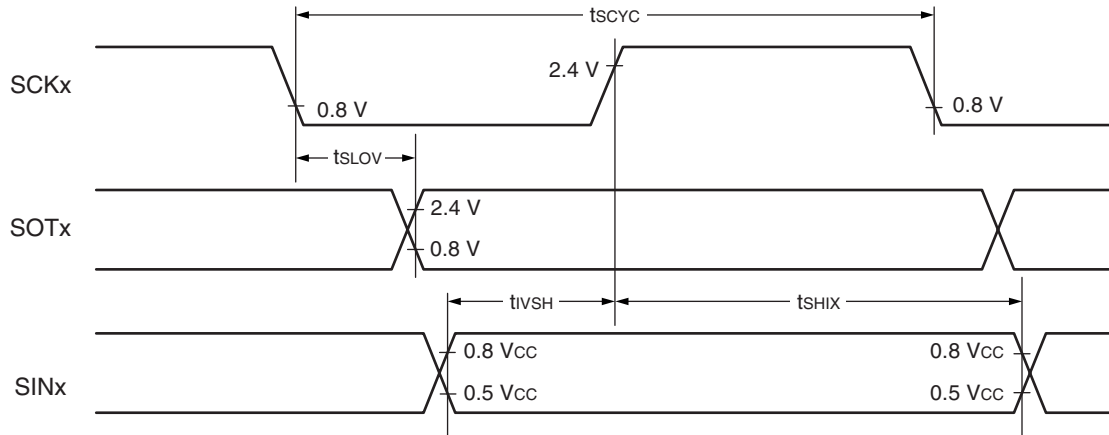 tSCYC
SCKx
2.4 V
0.8 V
0.8 V
tSLOV
SOTx
2.4 V
0.8 V
tIVSH
tSHIX
SINx
0.8 VCC
0.8 VCC
0.5 VCC
0.5 VCC